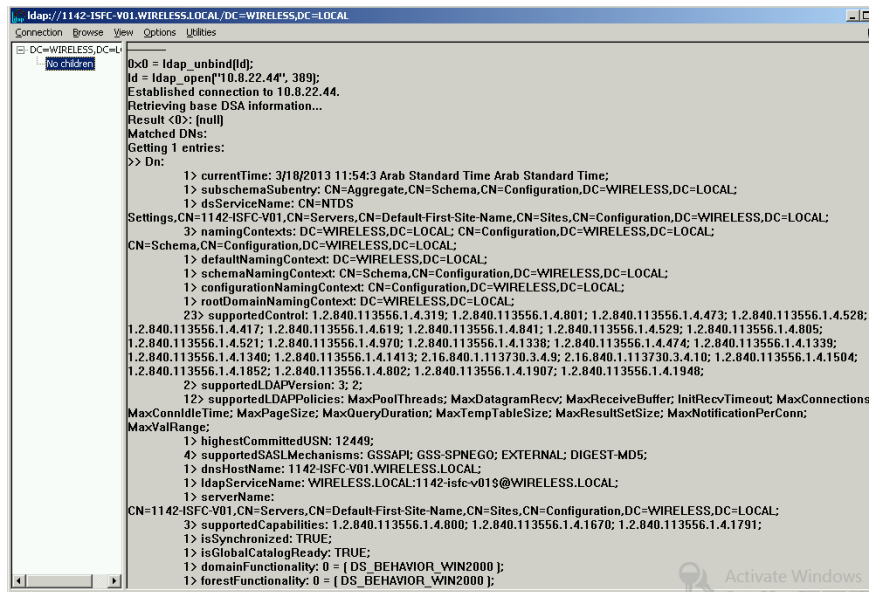 ldap://1142-ISFC-V01.WIRELESS.LOCAL/DC=WIRELESS,DC=LOCAL
Connection Browse View Options Utilities
DC=WIRELESS,DC=L
No children
0x0 = ldap_unbind(ld);
ld = ldap_open("10.8.22.44", 389);
Established connection to 10.8.22.44.
Retrieving base DSA information...
Result <0>: (null)
Matched DNs:
Getting 1 entries:
>> Dn:
1> currentTime: 3/18/2013 11:54:3 Arab Standard Time Arab Standard Time;
1> subschemaSubentry: CN=Aggregate,CN=Schema,CN=Configuration,DC=WIRELESS,DC=LOCAL;
1> dsServiceName: CN=NTDS
Settings,CN=1142-ISFC-V01,CN=Servers,CN=Default-First-Site-Name,CN=Sites,CN=Configuration,DC=WIRELESS,DC=LOCAL;
3> namingContexts: DC=WIRELESS,DC=LOCAL; CN=Configuration,DC=WIRELESS,DC=LOCAL;
CN=Schema,CN=Configuration,DC=WIRELESS,DC=LOCAL;
1> defaultNamingContext: DC=WIRELESS,DC=LOCAL;
1> schemaNamingContext: CN=Schema,CN=Configuration,DC=WIRELESS,DC=LOCAL;
1> configurationNamingContext: CN=Configuration,DC=WIRELESS,DC=LOCAL;
1> rootDomainNamingContext: DC=WIRELESS,DC=LOCAL;
23> supportedControl: 1.2.840.113556.1.4.319; 1.2.840.113556.1.4.801; 1.2.840.113556.1.4.473; 1.2.840.113556.1.4.528;
1.2.840.113556.1.4.417; 1.2.840.113556.1.4.619; 1.2.840.113556.1.4.841; 1.2.840.113556.1.4.529; 1.2.840.113556.1.4.805;
1.2.840.113556.1.4.521; 1.2.840.113556.1.4.970; 1.2.840.113556.1.4.1338; 1.2.840.113556.1.4.474; 1.2.840.113556.1.4.1339;
1.2.840.113556.1.4.1340; 1.2.840.113556.1.4.1413; 2.16.840.1.113730.3.4.9; 2.16.840.1.113730.3.4.10; 1.2.840.113556.1.4.1504;
1.2.840.113556.1.4.1852; 1.2.840.113556.1.4.802; 1.2.840.113556.1.4.1907; 1.2.840.113556.1.4.1948;
2> supportedLDAPVersion: 3; 2;
12> supportedLDAPPolicies: MaxPoolThreads; MaxDatagramRecv; MaxReceiveBuffer; InitRecvTimeout; MaxConnections
MaxConnIdleTime; MaxPageSize; MaxQueryDuration; MaxTempTableSize; MaxResultSetSize; MaxNotificationPerConn;
MaxValRange;
1> highestCommittedUSN: 12449;
4> supportedSASLMechanisms: GSSAPI; GSS-SPNEGO; EXTERNAL; DIGEST-MD5;
1> dnsHostName: 1142-ISFC-V01.WIRELESS.LOCAL;
1> ldapServiceName: WIRELESS.LOCAL:1142-isfc-v01$@WIRELESS.LOCAL;
1> serverName:
CN=1142-ISFC-V01,CN=Servers,CN=Default-First-Site-Name,CN=Sites,CN=Configuration,DC=WIRELESS,DC=LOCAL;
3> supportedCapabilities: 1.2.840.113556.1.4.800; 1.2.840.113556.1.4.1670; 1.2.840.113556.1.4.1791;
1> isSynchronized: TRUE;
1> isGlobalCatalogReady: TRUE;
1> domainFunctionality: 0 = ( DS_BEHAVIOR_WIN2000 );
1> forestFunctionality: 0 = ( DS_BEHAVIOR_WIN2000 );
Activate Windows